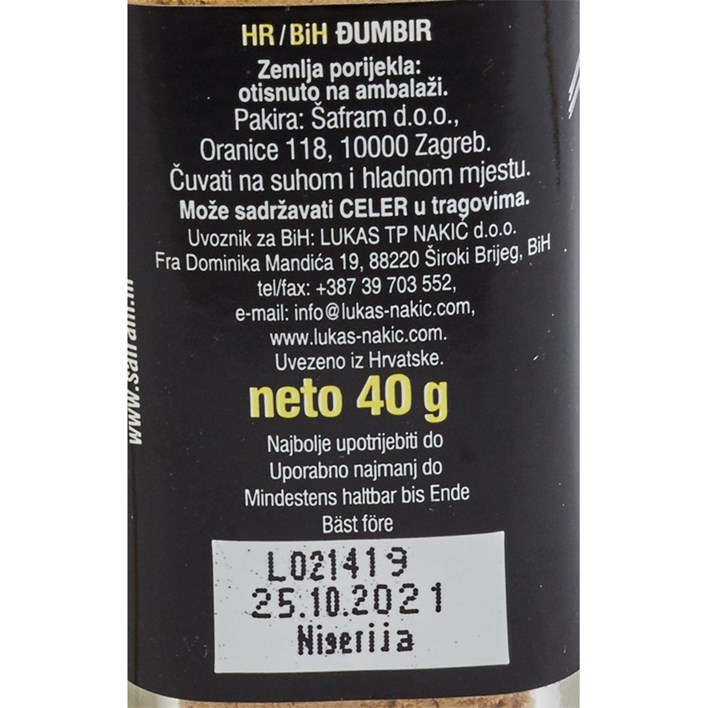 HR/BiH ĐUMBIR
Zemlja porijekla:
otisnuto na ambalaži.
Pakira: Šafram d.o.o.,
Oranice 118, 10000 Zagreb.
Čuvati na suhom i hladnom mjestu.
Može sadržavati CELER u tragovima.
Uvoznik za BiH: LUKAS TP NAKIĆ d.o.o.
Fra Dominika Mandića 19, 88220 Široki Brijeg, BiH
tel/fax: +387 39 703 552,
e-mail: info@lukas-nakic.com,
www.lukas-nakic.com.
Uvezeno iz Hrvatske.
neto 40 g
Najbolje upotrijebiti do
Uporabno najmanj do
Mindestens haltbar bis Ende
Bäst före
L021419
25.10.2021
Nigerija
www.safram.hr